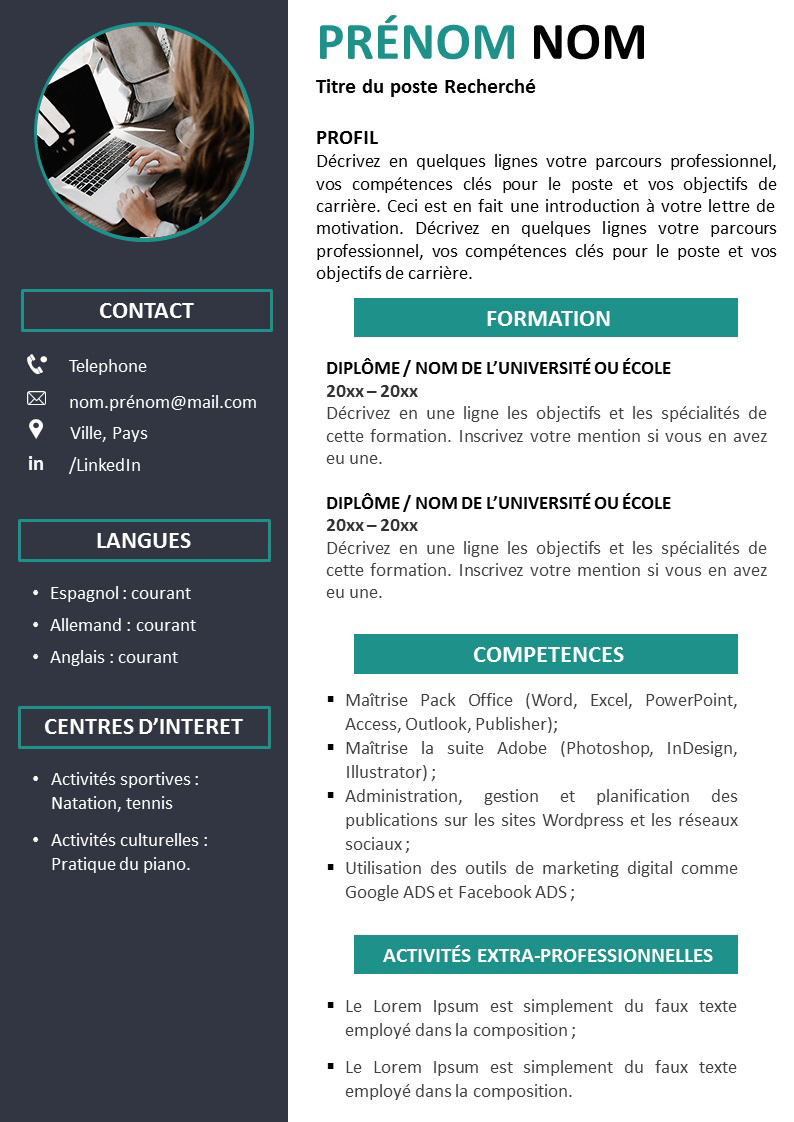 PRÉNOM NOM
Titre du poste Recherché
PROFIL
Décrivez en quelques lignes votre parcours professionnel,
vos compétences clés pour le poste et vos objectifs de
carrière. Ceci est en fait une introduction à votre lettre de
motivation. Décrivez en quelques lignes votre parcours
professionnel, vos compétences clés pour le poste et vos
objectifs de carrière.
CONTACT
Telephone
nom.prénom@mail.com
Ville, Pays
in /LinkedIn
LANGUES
• Espagnol : courant
• Allemand : courant
• Anglais : courant
CENTRES D’INTERET
• Activités sportives :
Natation, tennis
• Activités culturelles :
Pratique du piano.
FORMATION
DIPLÔME / NOM DE L’UNIVERSITÉ OU ÉCOLE
20xx – 20xx
Décrivez en une ligne les objectifs et les spécialités de
cette formation. Inscrivez votre mention si vous en avez
eu une.
DIPLÔME / NOM DE L’UNIVERSITÉ OU ÉCOLE
20xx – 20xx
Décrivez en une ligne les objectifs et les spécialités de
cette formation. Inscrivez votre mention si vous en avez
eu une.
COMPETENCES
▪ Maîtrise Pack Office (Word, Excel, PowerPoint,
Access, Outlook, Publisher);
▪ Maîtrise la suite Adobe (Photoshop, InDesign,
Illustrator) ;
▪ Administration, gestion et planification des
publications sur les sites Wordpress et les réseaux
sociaux ;
▪ Utilisation des outils de marketing digital comme
Google ADS et Facebook ADS ;
ACTIVITÉS EXTRA-PROFESSIONNELLES
▪ Le Lorem Ipsum est simplement du faux texte
employé dans la composition ;
▪ Le Lorem Ipsum est simplement du faux texte
employé dans la composition.